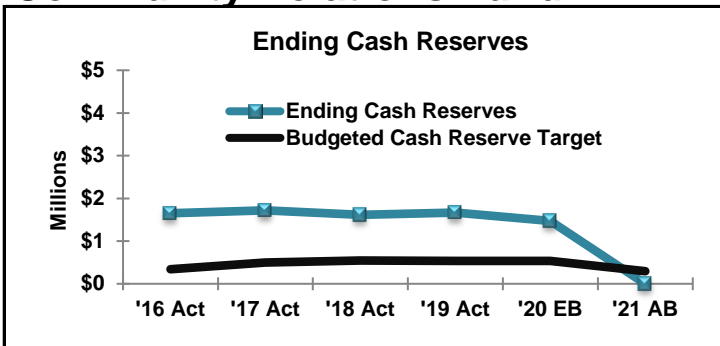 Ending Cash Reserves
$5
$4
$3
$2
$1
$0
Millions
Ending Cash Reserves
Budgeted Cash Reserve Target
'16 Act '17 Act '18 Act '19 Act '20 EB '21 AB